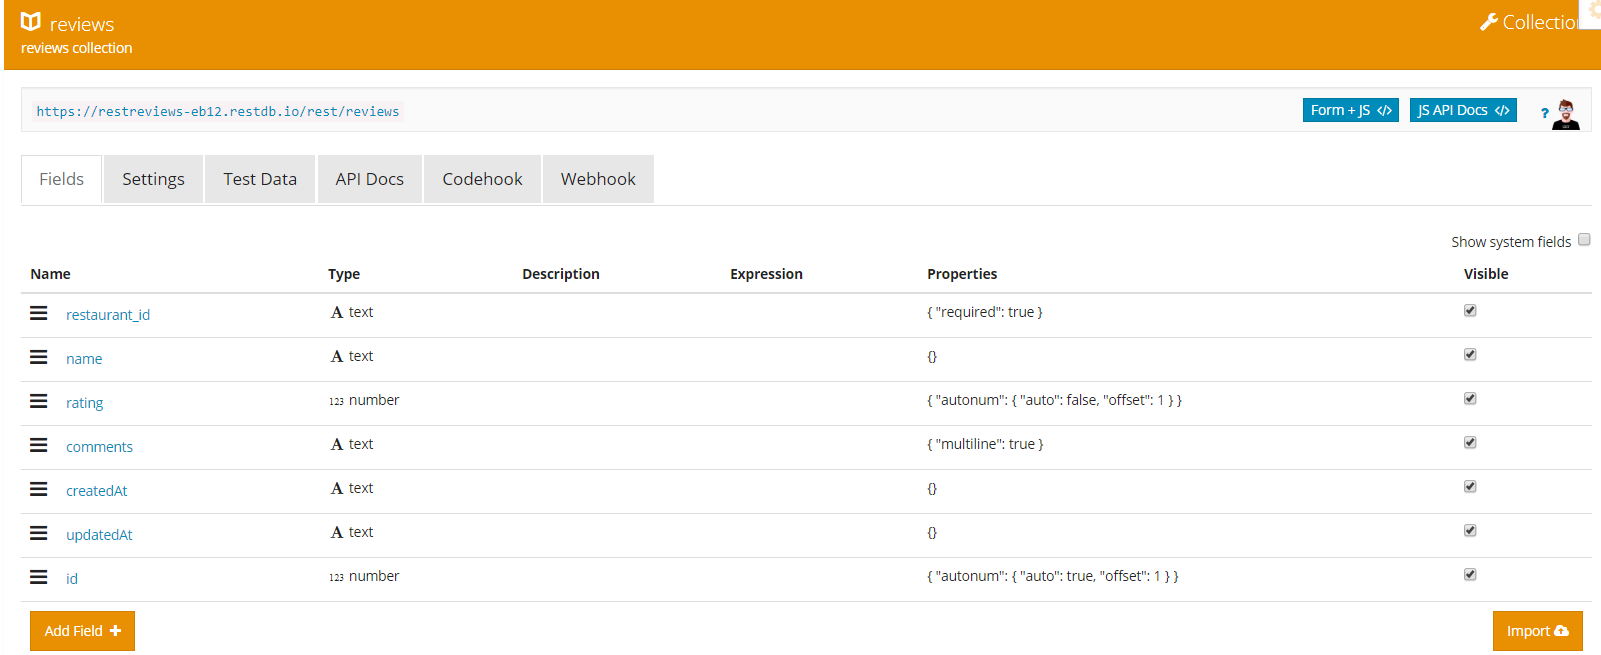 reviews
Collection
reviews collection
https://restreviews-eb12.restdb.io/rest/reviews
Form + JS </>
JS API Docs </>
?
Fields Settings Test Data API Docs Codehook Webhook
Show system fields
Name Type Description Expression Properties Visible
restaurant_id A text { "required": true }
name A text {}
rating 123 number { "autonum": { "auto": false, "offset": 1 } }
comments A text { "multiline": true }
createdAt A text {}
updatedAt A text {}
id 123 number { "autonum": { "auto": true, "offset": 1 } }
Add Field +
Import